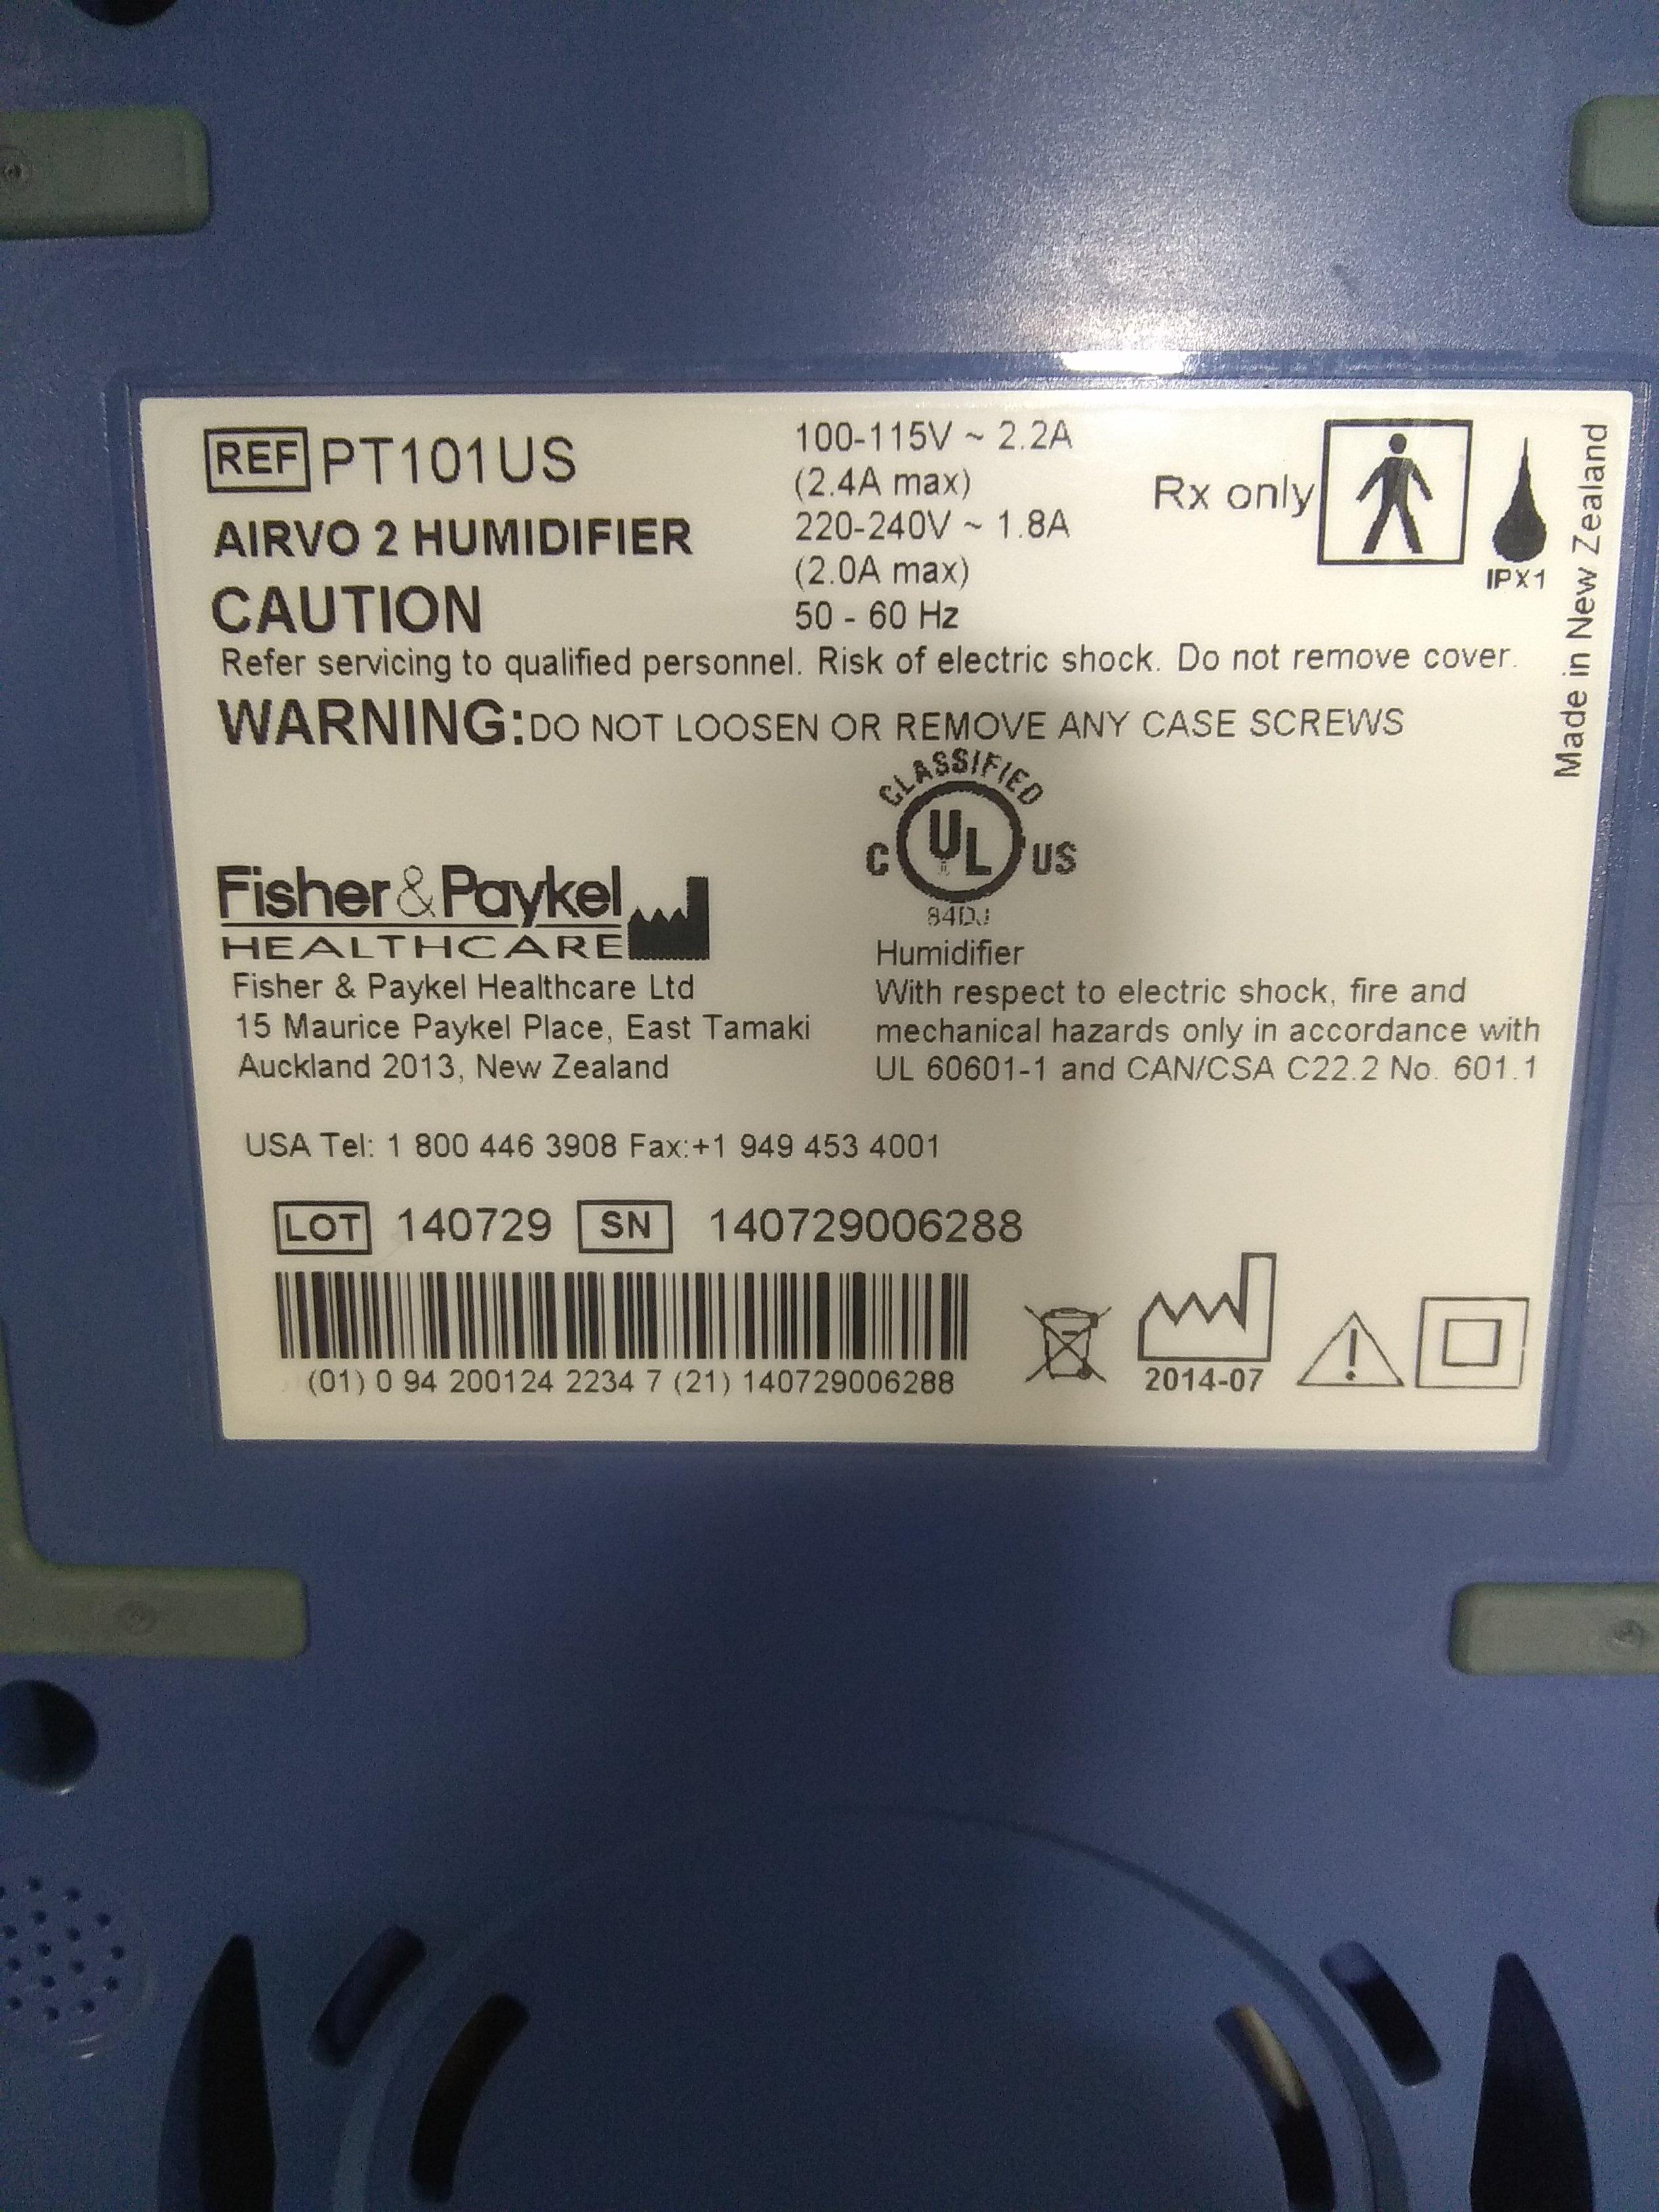 REF PT101US
AIRVO 2 HUMIDIFIER
CAUTION
100-115V ~ 2.2A
(2.4A max)
220-240V ~ 1.8A
(2.0A max)
50 - 60 Hz
Rx only
IPX1
Made in New Zealand
Refer servicing to qualified personnel. Risk of electric shock. Do not remove cover.
WARNING:DO NOT LOOSEN OR REMOVE ANY CASE SCREWS
CLASSIFIED
C UL US
84DJ
Fisher&Paykel
HEALTHCARE
Fisher & Paykel Healthcare Ltd
15 Maurice Paykel Place, East Tamaki
Auckland 2013, New Zealand
Humidifier
With respect to electric shock, fire and
mechanical hazards only in accordance with
UL 60601-1 and CAN/CSA C22.2 No. 601.1
USA Tel: 1 800 446 3908 Fax:+1 949 453 4001
LOT 140729 SN 140729006288
(01) 0 94 200124 2234 7 (21) 140729006288
2014-07